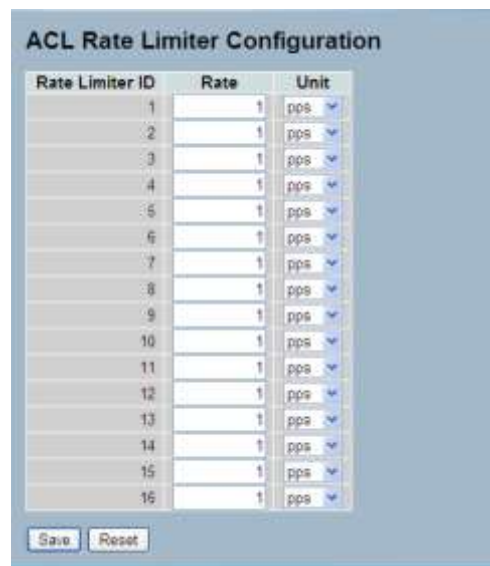 ACL Rate Limiter Configuration
Rate Limiter ID Rate Unit
1 1 pps
2 1 pps
3 1 pps
4 1 pps
5 1 pps
6 1 pps
7 1 pps
8 1 pps
9 1 pps
10 1 pps
11 1 pps
12 1 pps
13 1 pps
14 1 pps
15 1 pps
16 1 pps
Save Reset